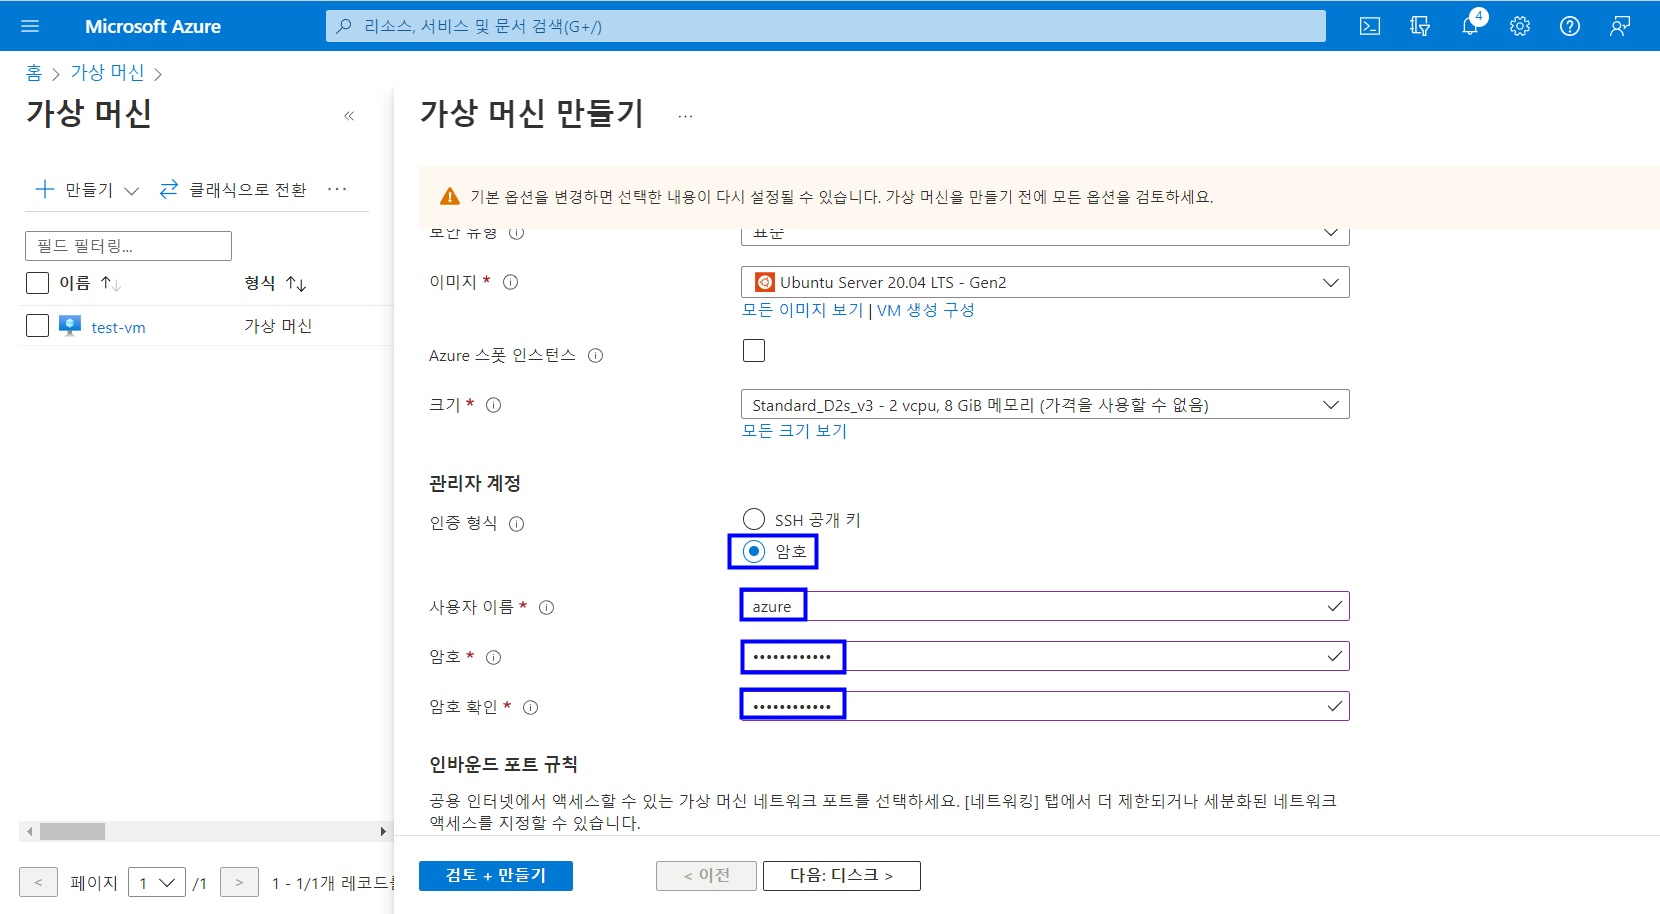 Microsoft Azure
리소스, 서비스 및 문서 검색(G+/)
4
홈 > 가상 머신 >
가상 머신
«
만들기
클래식으로 전환 ···
필드 필터링...
이름 ↑↓ 형식 ↑↓
test-vm 가상 머신
< 페이지 1 /1 > 1 - 1/1개 레코드를
가상 머신 만들기 ...
기본 옵션을 변경하면 선택한 내용이 다시 설정될 수 있습니다. 가상 머신을 만들기 전에 모든 옵션을 검토하세요.
보안 유형 표준
이미지 * Ubuntu Server 20.04 LTS - Gen2
모든 이미지 보기 | VM 생성 구성
Azure 스폿 인스턴스
크기 * Standard_D2s_v3 - 2 vcpu, 8 GiB 메모리 (가격을 사용할 수 없음)
모든 크기 보기
관리자 계정
인증 형식 SSH 공개 키
암호
사용자 이름 * azure
암호 * ••••••••••••
암호 확인 * ••••••••••••
인바운드 포트 규칙
공용 인터넷에서 액세스할 수 있는 가상 머신 네트워크 포트를 선택하세요. [네트워킹] 탭에서 더 제한되거나 세분화된 네트워크
액세스를 지정할 수 있습니다.
검토 + 만들기 < 이전 다음: 디스크 >